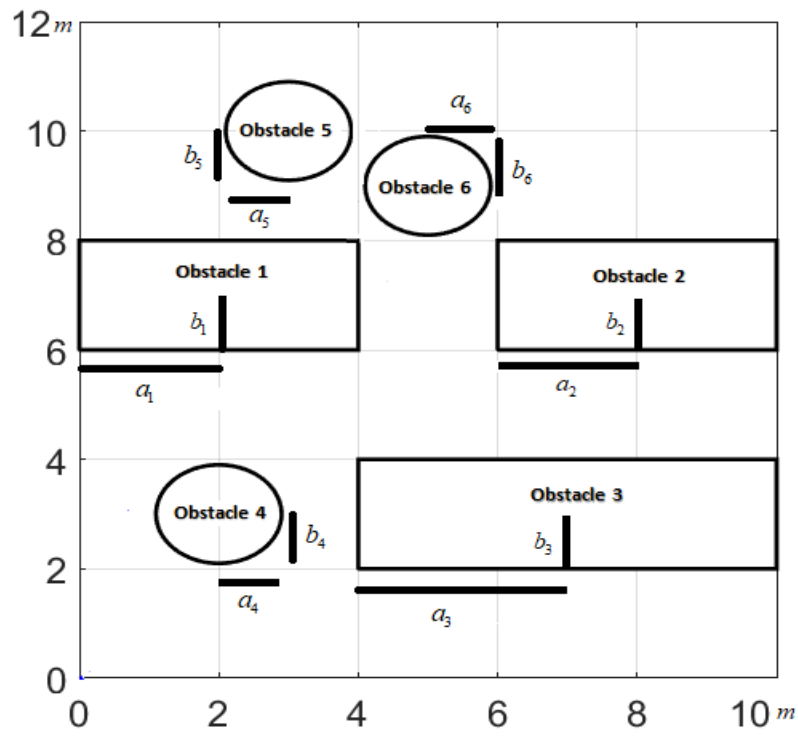 12 m
a₆
Obstacle 5
10
b₅
b₆
Obstacle 6
a₅
8
Obstacle 1
Obstacle 2
b₁
b₂
6
a₁
a₂
4
Obstacle 3
Obstacle 4
b₄
b₃
2
a₄
a₃
0
0 2 4 6 8 10 m